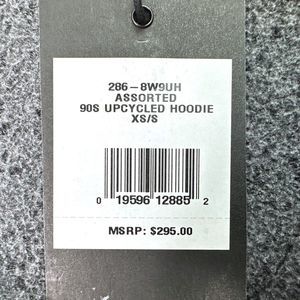 286-8W9UH
ASSORTED
90S UPCYCLED HOODIE
XS/S
0 19596 12885 2
MSRP: $295.00